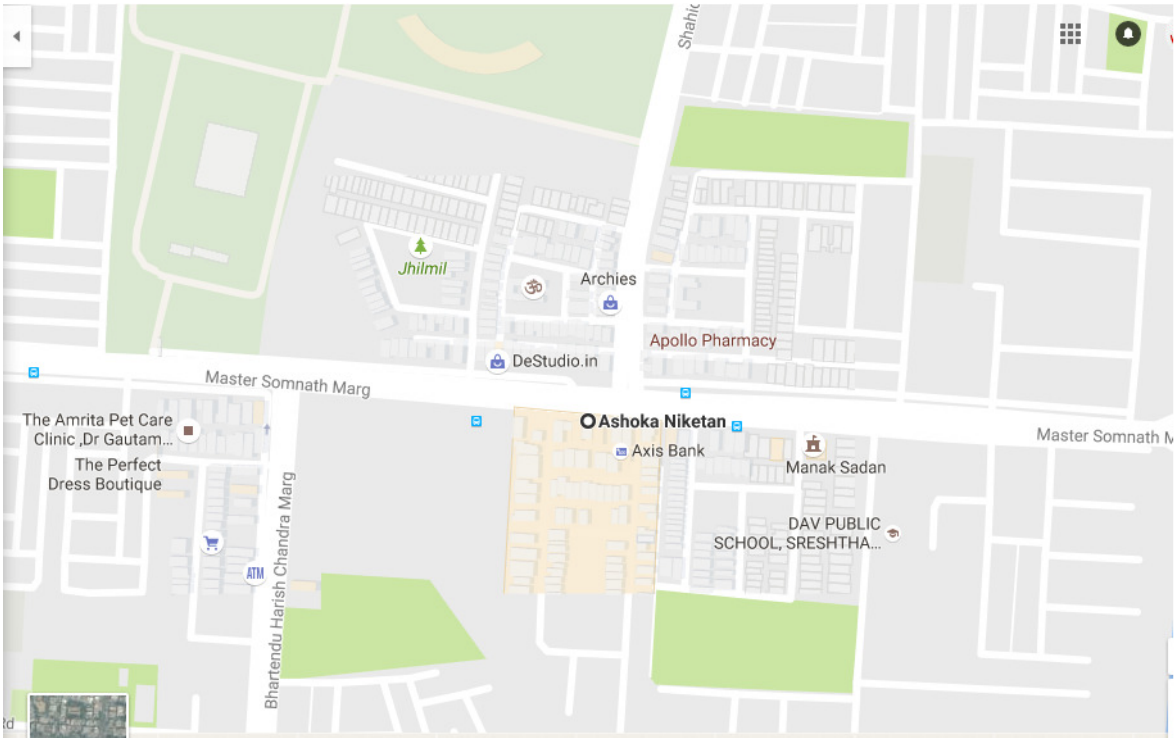 Shahid
Jhilmil
ॐ
Archies
Apollo Pharmacy
DeStudio.in
Master Somnath Marg
The Amrita Pet Care
Clinic ,Dr Gautam...
The Perfect
Dress Boutique
Ashoka Niketan
Axis Bank
Manak Sadan
Master Somnath M
DAV PUBLIC
SCHOOL, SRESHTHA...
ATM
Bhartendu Harish Chandra Marg
Rd